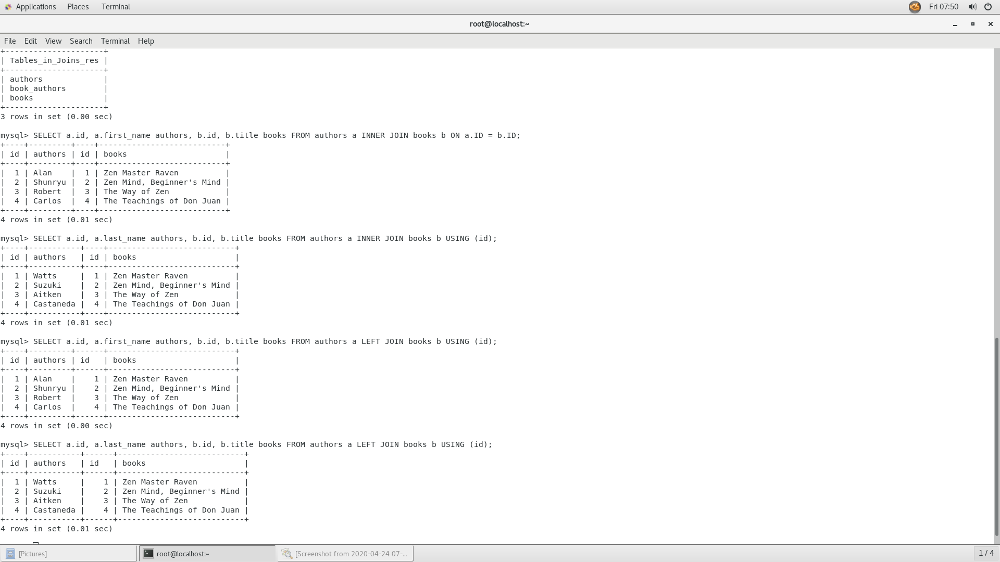 Applications Places Terminal Fri 07:50
root@localhost:~
File Edit View Search Terminal Help
+---------------------+
| Tables_in_Joins_res |
+---------------------+
| authors             |
| book_authors        |
| books               |
+---------------------+
3 rows in set (0.00 sec)

mysql> SELECT a.id, a.first_name authors, b.id, b.title books FROM authors a INNER JOIN books b ON a.ID = b.ID;
+----+---------+----+---------------------------+
| id | authors | id | books                     |
+----+---------+----+---------------------------+
|  1 | Alan    |  1 | Zen Master Raven          |
|  2 | Shunryu |  2 | Zen Mind, Beginner's Mind |
|  3 | Robert  |  3 | The Way of Zen            |
|  4 | Carlos  |  4 | The Teachings of Don Juan |
+----+---------+----+---------------------------+
4 rows in set (0.01 sec)

mysql> SELECT a.id, a.last_name authors, b.id, b.title books FROM authors a INNER JOIN books b USING (id);
+----+-----------+----+---------------------------+
| id | authors   | id | books                     |
+----+-----------+----+---------------------------+
|  1 | Watts     |  1 | Zen Master Raven          |
|  2 | Suzuki    |  2 | Zen Mind, Beginner's Mind |
|  3 | Aitken    |  3 | The Way of Zen            |
|  4 | Castaneda |  4 | The Teachings of Don Juan |
+----+-----------+----+---------------------------+
4 rows in set (0.01 sec)

mysql> SELECT a.id, a.first_name authors, b.id, b.title books FROM authors a LEFT JOIN books b USING (id);
+----+---------+------+---------------------------+
| id | authors | id   | books                     |
+----+---------+------+---------------------------+
|  1 | Alan    |    1 | Zen Master Raven          |
|  2 | Shunryu |    2 | Zen Mind, Beginner's Mind |
|  3 | Robert  |    3 | The Way of Zen            |
|  4 | Carlos  |    4 | The Teachings of Don Juan |
+----+---------+------+---------------------------+
4 rows in set (0.00 sec)

mysql> SELECT a.id, a.last_name authors, b.id, b.title books FROM authors a LEFT JOIN books b USING (id);
+----+-----------+------+---------------------------+
| id | authors   | id   | books                     |
+----+-----------+------+---------------------------+
|  1 | Watts     |    1 | Zen Master Raven          |
|  2 | Suzuki    |    2 | Zen Mind, Beginner's Mind |
|  3 | Aitken    |    3 | The Way of Zen            |
|  4 | Castaneda |    4 | The Teachings of Don Juan |
+----+-----------+------+---------------------------+
4 rows in set (0.01 sec)
[Pictures] root@localhost:~ [Screenshot from 2020-04-24 07-... 1 / 4